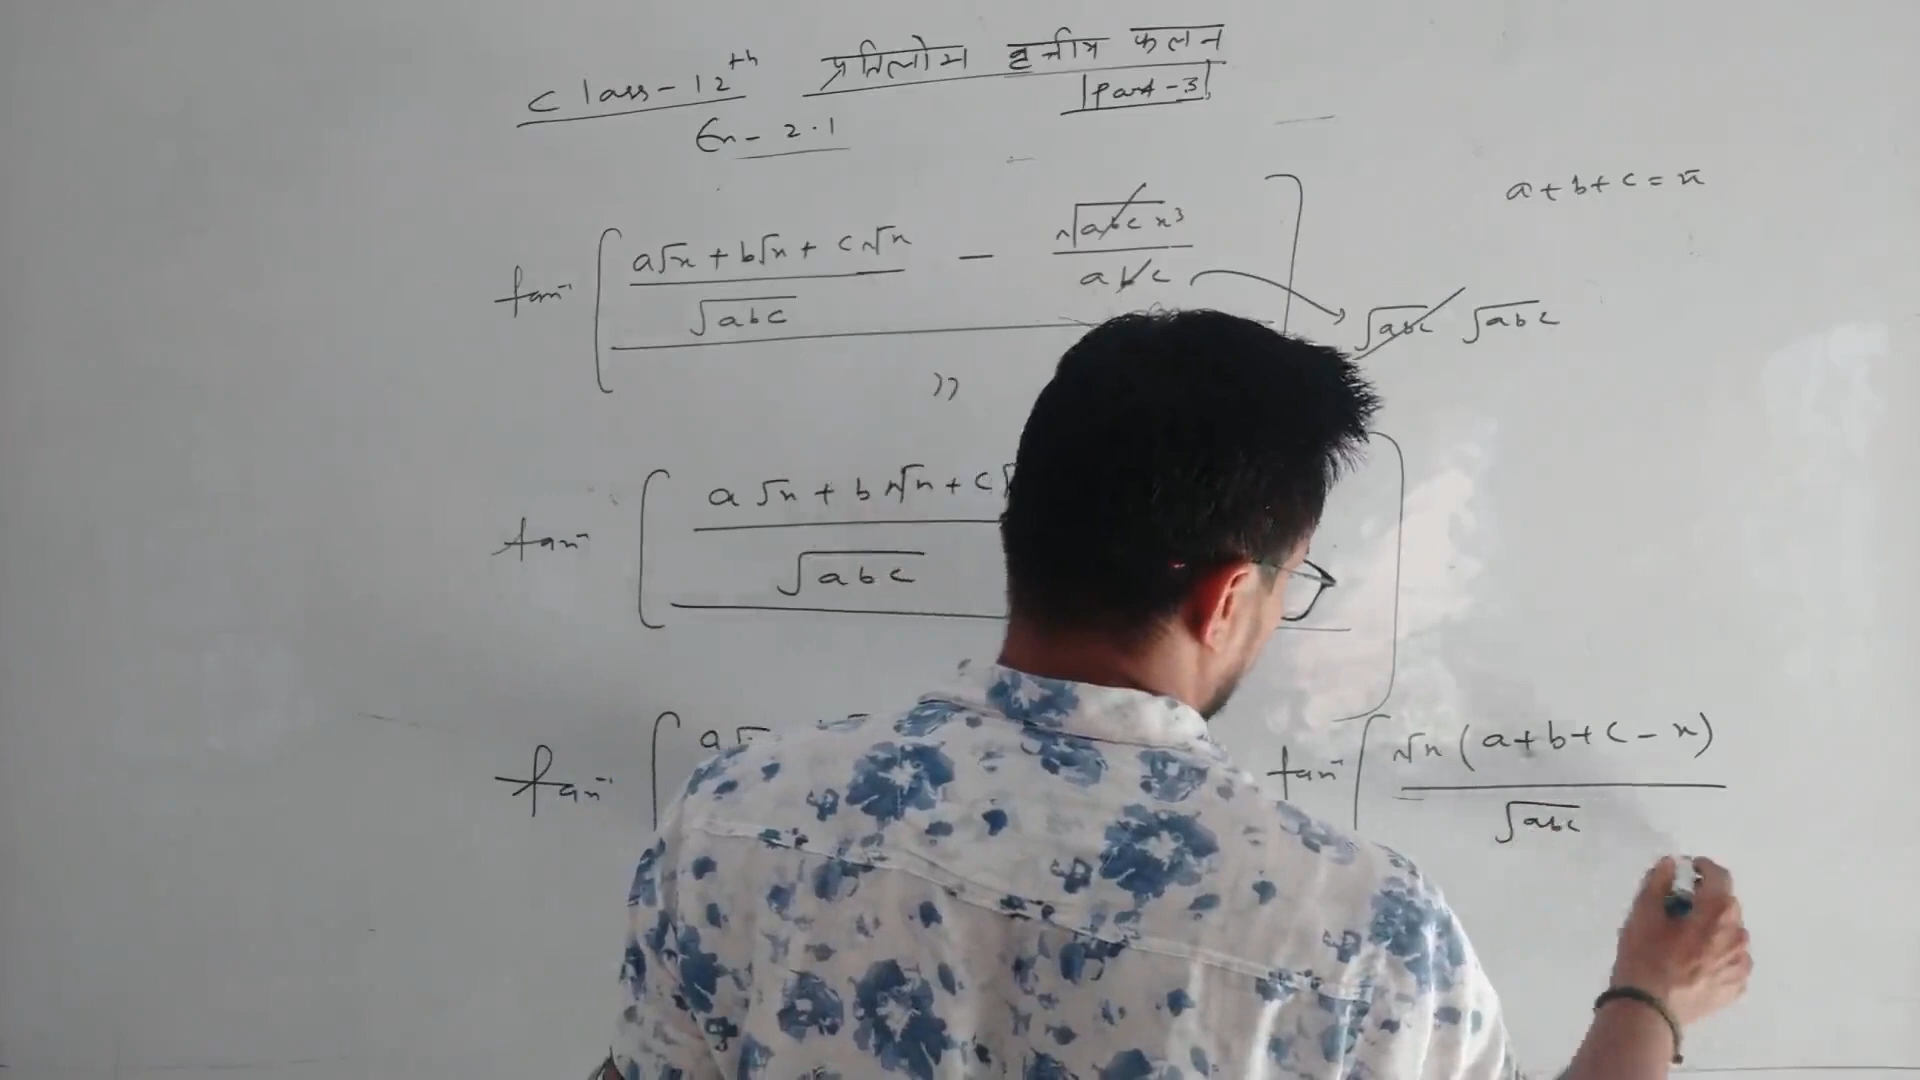 Class-12th प्रतिलोम वृत्तीय फलन
Ex-2.1 |part-3|
a+b+c=x
tan⁻¹ [ a√x + b√x + c√x / √abc - √abc x³ / abc ]
√abc √abc
"
tan⁻¹ [ a√x + b√x + c / √abc
tan⁻¹ [ a√
tan⁻¹ [ √x (a+b+c-x) / √abc